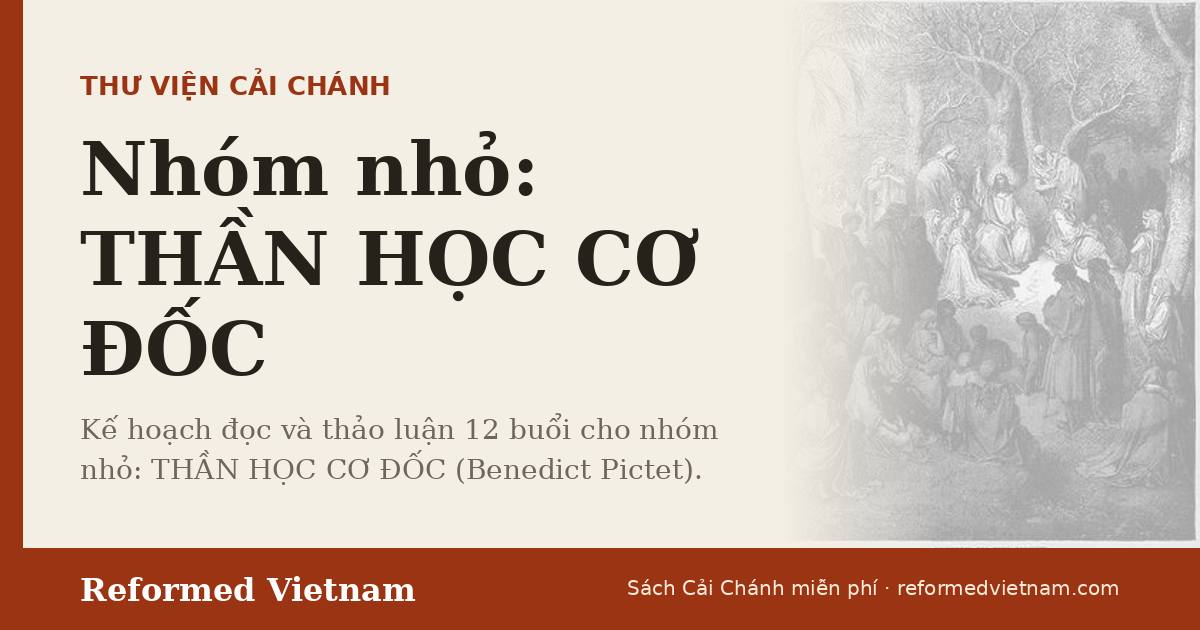 THƯ VIỆN CẢI CHÁNH
Nhóm nhỏ:
THẦN HỌC CƠ
ĐỐC
Kế hoạch đọc và thảo luận 12 buổi cho nhóm
nhỏ: THẦN HỌC CƠ ĐỐC (Benedict Pictet).
Reformed Vietnam
Sách Cải Chánh miễn phí · reformedvietnam.com